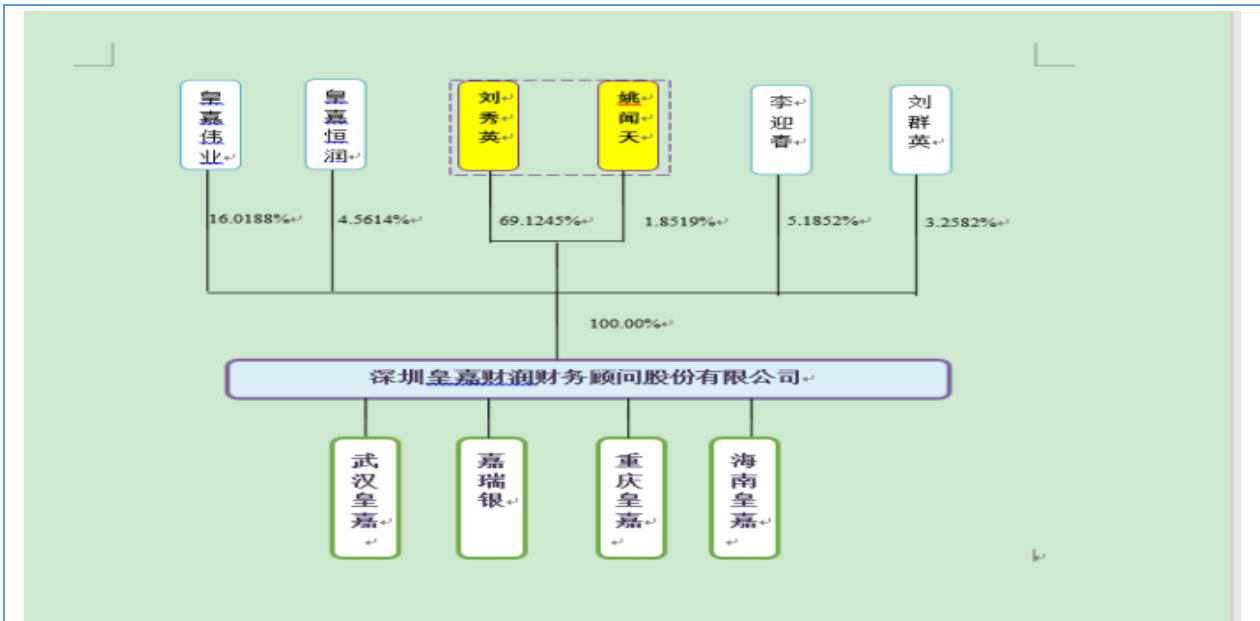 皇嘉伟业
皇嘉恒润
刘秀英
姚闻天
李迎春
刘群英
16.0188%
4.5614%
69.1245%
1.8519%
5.1852%
3.2582%
100.00%
深圳皇嘉财润财务顾问股份有限公司
武汉皇嘉
嘉瑞银
重庆皇嘉
海南皇嘉